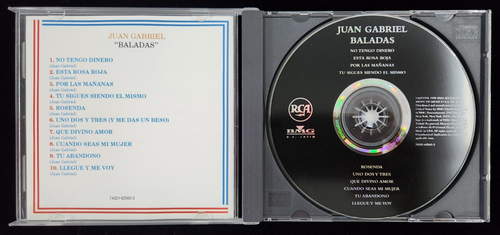 JUAN GABRIEL
"BALADAS"
1. NO TENGO DINERO
(Juan Gabriel)
2. ESTA ROSA ROJA
(Juan Gabriel)
3. POR LAS MAÑANAS
(Juan Gabriel)
4. TU SIGUES SIENDO EL MISMO
(Juan Gabriel)
5. ROSENDA
(Juan Gabriel)
6. UNO DOS Y TRES (Y ME DAS UN BESO)
(Juan Gabriel)
7. QUE DIVINO AMOR
(Juan Gabriel)
8. CUANDO SEAS MI MUJER
(Juan Gabriel)
9. TU ABANDONO
(Juan Gabriel)
10. LLEGUE Y ME VOY
(Juan Gabriel)
JUAN GABRIEL
BALADAS
NO TENGO DINERO
ESTA ROSA ROJA
POR LAS MAÑANAS
TU SIGUES SIENDO EL MISMO
RCA
BMG
U.S. LATIN
ROSENDA
UNO DOS Y TRES
QUE DIVINO AMOR
CUANDO SEAS MI MUJER
TU ABANDONO
LLEGUE Y ME VOY